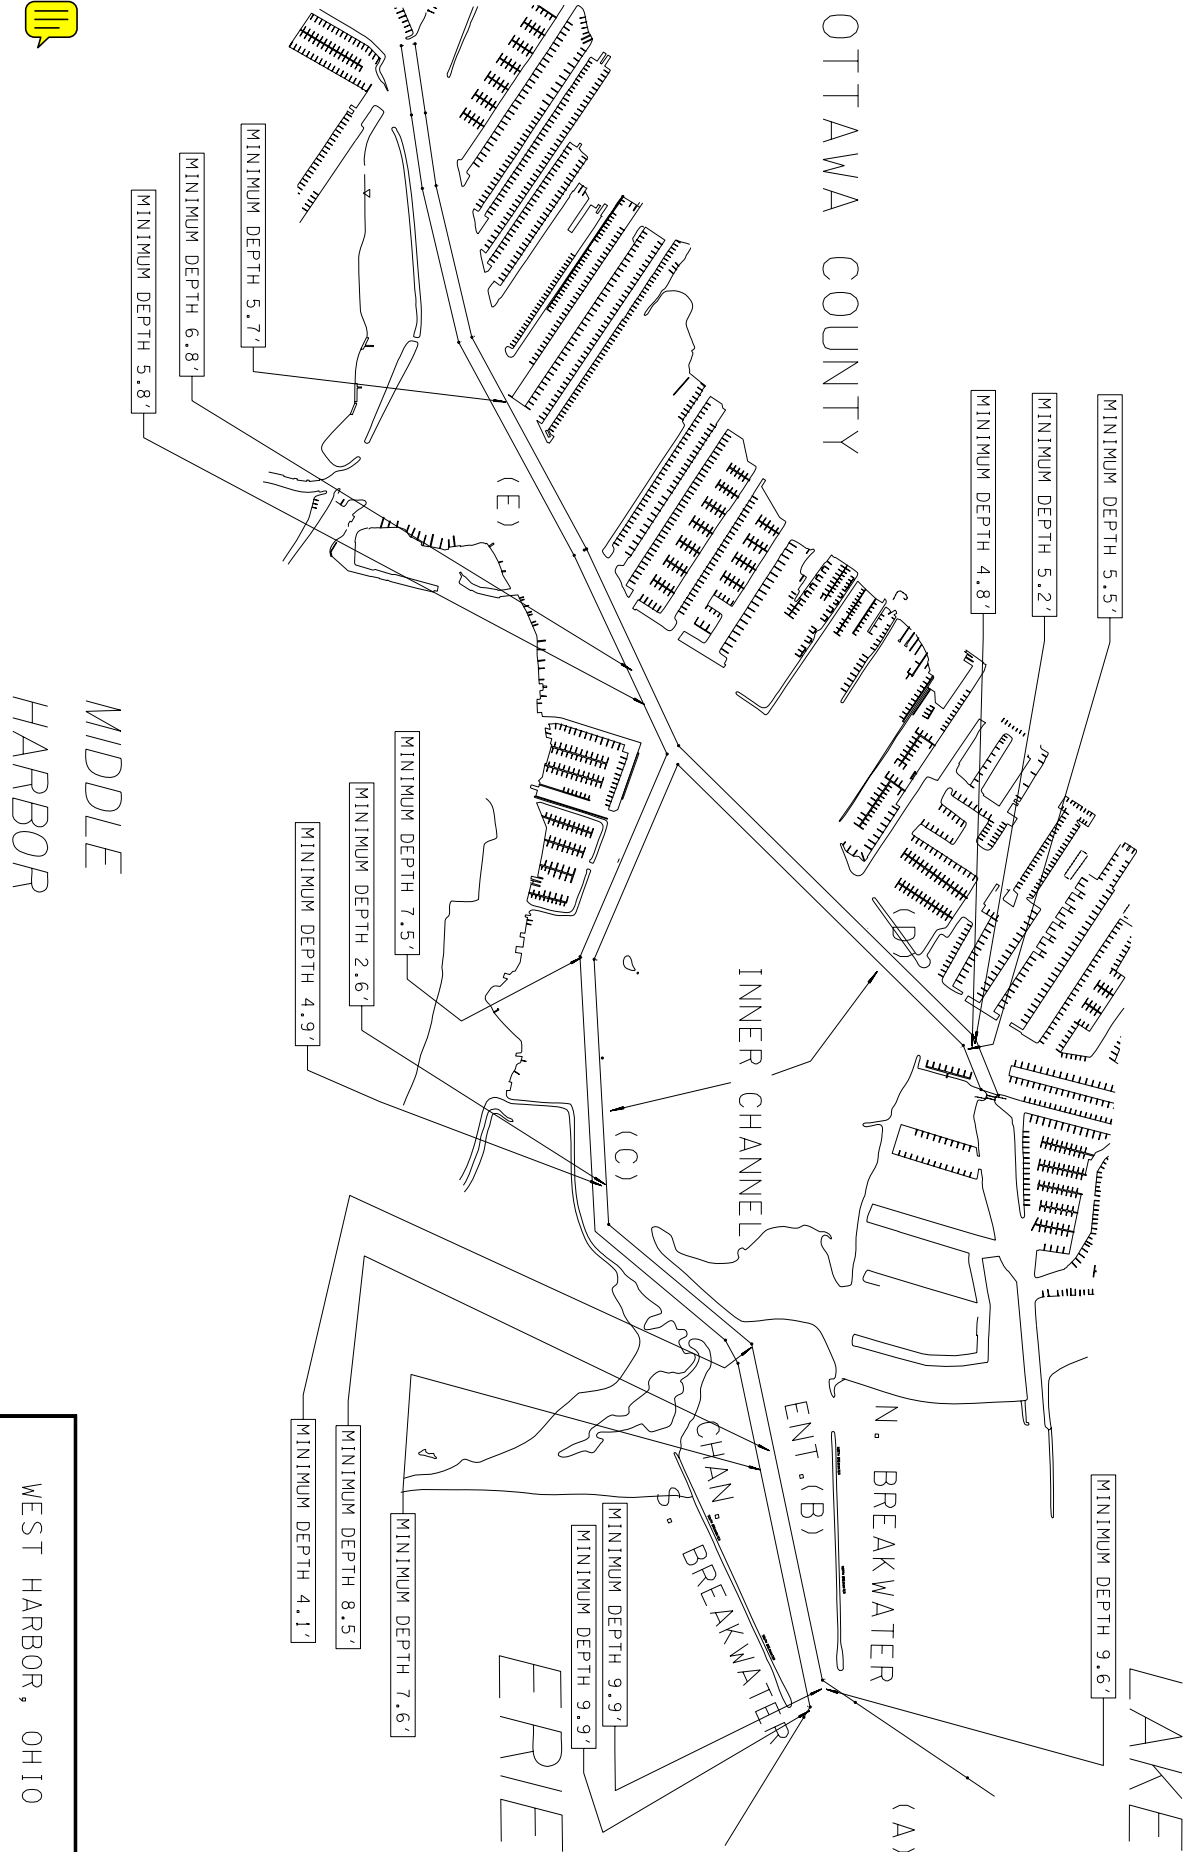 OTTAWA COUNTY
MINIMUM DEPTH 5.5'
MINIMUM DEPTH 5.2'
MINIMUM DEPTH 4.8'
MINIMUM DEPTH 5.7'
MINIMUM DEPTH 6.8'
MINIMUM DEPTH 5.8'
(E)
(D)
INNER CHANNEL
(C)
MINIMUM DEPTH 7.5'
MINIMUM DEPTH 2.6'
MINIMUM DEPTH 4.9'
MIDDLE
HARBOR
N. BREAKWATER
ENT.(B)
CHAN.
S. BREAKWATER
MINIMUM DEPTH 9.6'
MINIMUM DEPTH 9.9'
MINIMUM DEPTH 9.9'
MINIMUM DEPTH 7.6'
MINIMUM DEPTH 8.5'
MINIMUM DEPTH 4.1'
LAKE
ERIE
(A)
WEST HARBOR, OHIO